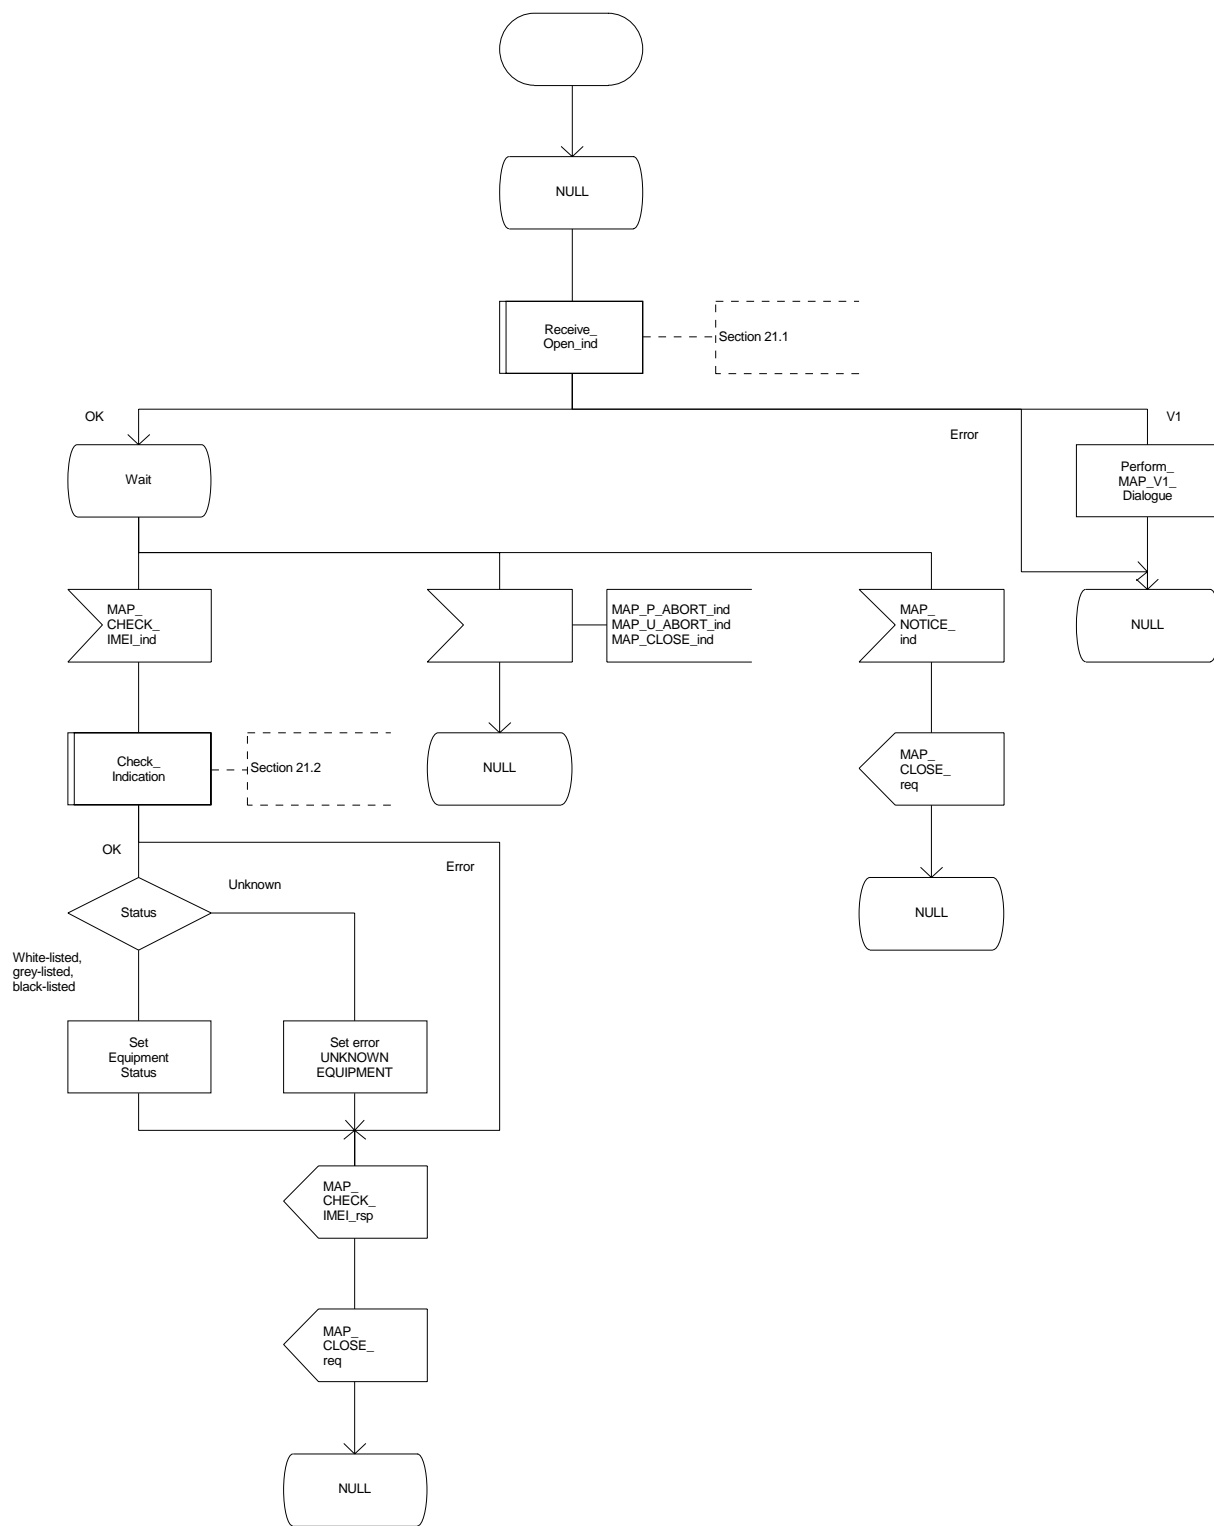 NULL
Receive_
Open_ind
Section 21.1
OK
Error
V1
Wait
Perform_
MAP_V1_
Dialogue
MAP_
CHECK_
IMEI_ind
MAP_P_ABORT_ind
MAP_U_ABORT_ind
MAP_CLOSE_ind
MAP_
NOTICE_
ind
NULL
Check_
Indication
Section 21.2
NULL
MAP_
CLOSE_
req
OK
Error
Unknown
Status
NULL
White-listed,
grey-listed,
black-listed
Set
Equipment
Status
Set error
UNKNOWN
EQUIPMENT
MAP_
CHECK_
IMEI_rsp
MAP_
CLOSE_
req
NULL